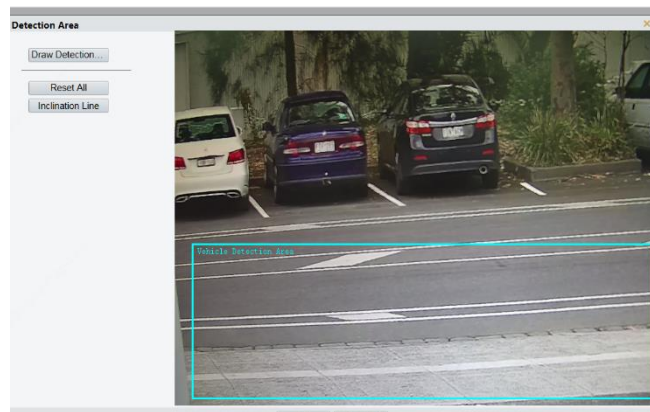 Detection Area
Draw Detection...
Reset All
Inclination Line
Vehicle Detection Area